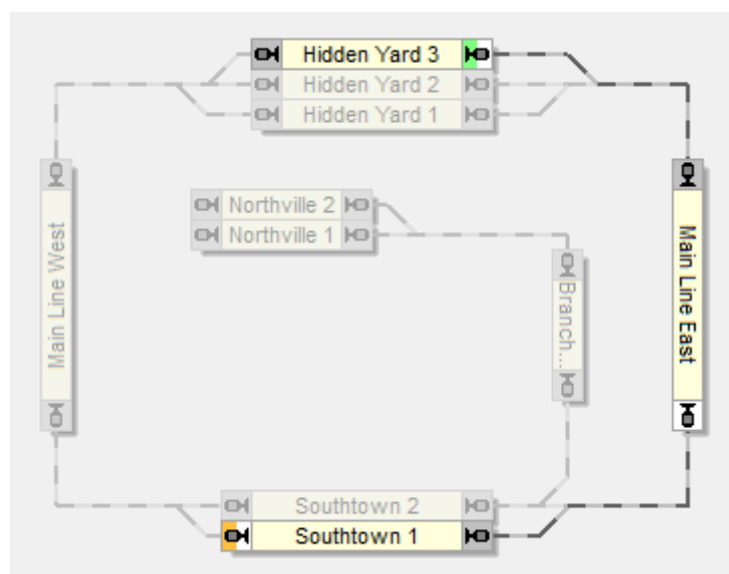 Hidden Yard 3
Hidden Yard 2
Hidden Yard 1
Northville 2
Northville 1
Main Line West
Branch...
Main Line East
Southtown 2
Southtown 1